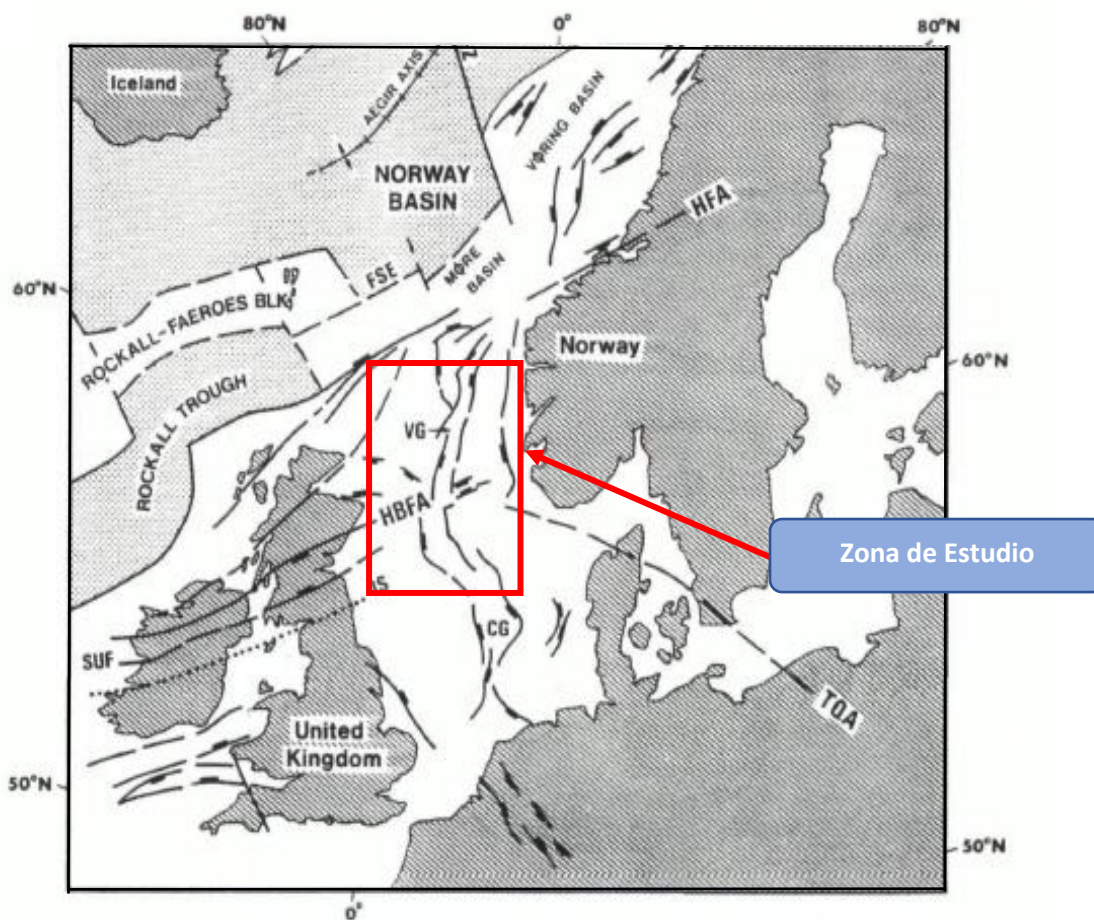 80°N
0°
80°N
Iceland
AEGIR AXIS
VØRING BASIN
NORWAY
BASIN
HFA
MØRE
BASIN
FSE
60°N
ROCKALL-FAEROES BLK
Norway
60°N
ROCKALL TROUGH
VG
HBFA
Zona de Estudio
IS
CG
SUF
TQA
United
Kingdom
50°N
50°N
0°